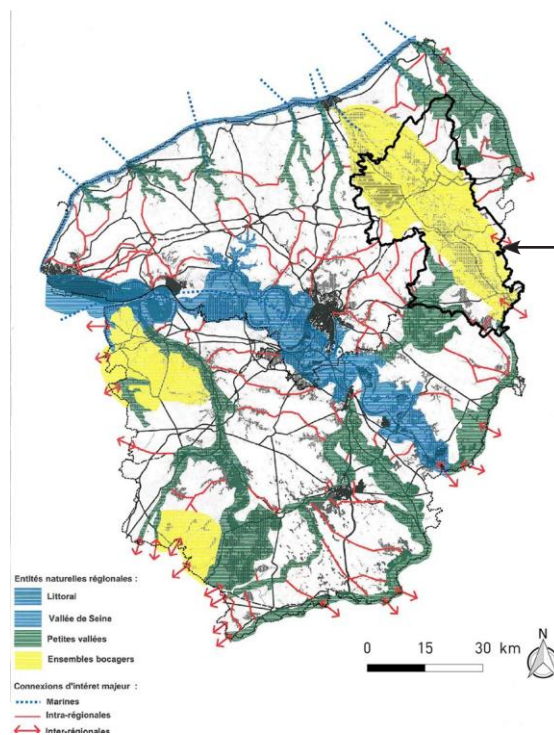 Entités naturelles régionales :
Littoral
Vallée de Seine
Petites vallées
Ensembles bocagers
Connexions d'intéret majeur :
Marines
Intra-régionales
Inter-régionales
0 15 30 km
N